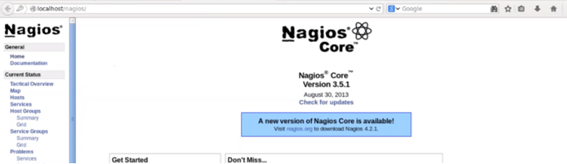 localhost/nagios/
Google
Nagios®
General
Home
Documentation
Current Status
Tactical Overview
Map
Hosts
Services
Host Groups
Summary
Grid
Service Groups
Summary
Grid
Problems
Services
Nagios®
Core™
Nagios® Core™
Version 3.5.1
August 30, 2013
Check for updates
A new version of Nagios Core is available!
Visit nagios.org to download Nagios 4.2.1.
Get Started
Don't Miss...